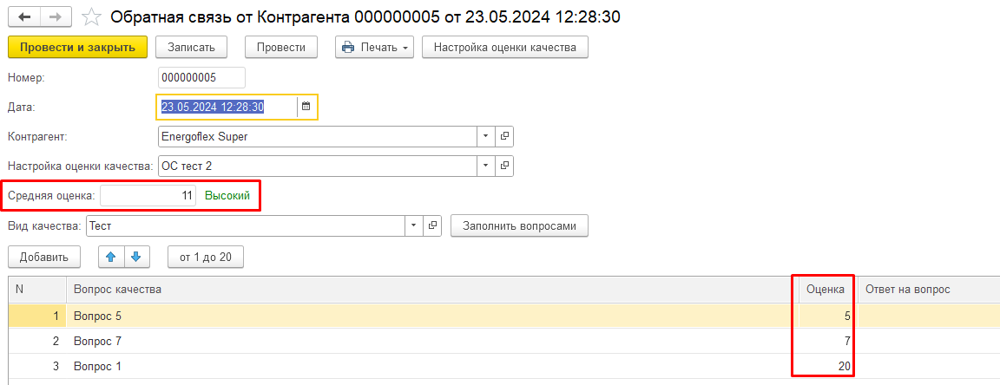 Обратная связь от Контрагента 000000005 от 23.05.2024 12:28:30
Провести и закрыть Записать Провести Печать Настройка оценки качества
Номер: 000000005
Дата: 23.05.2024 12:28:30
Контрагент: Energoflex Super
Настройка оценки качества: ОС тест 2
Средняя оценка: 11 Высокий
Вид качества: Тест Заполнить вопросами
Добавить от 1 до 20
N Вопрос качества Оценка Ответ на вопрос
1 Вопрос 5 5
2 Вопрос 7 7
3 Вопрос 1 20